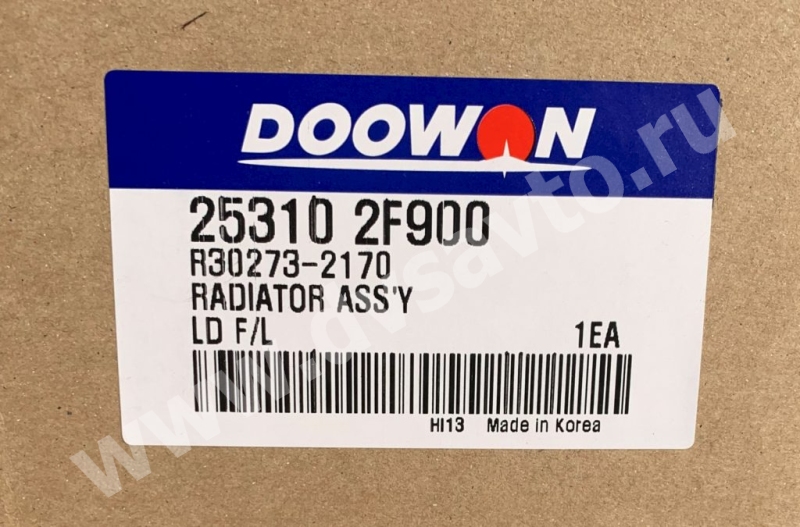 DOOWON
25310 2F900
R30273-2170
RADIATOR ASS'Y
LD F/L 1EA
HI13 Made in Korea
www.dvsavto.ru